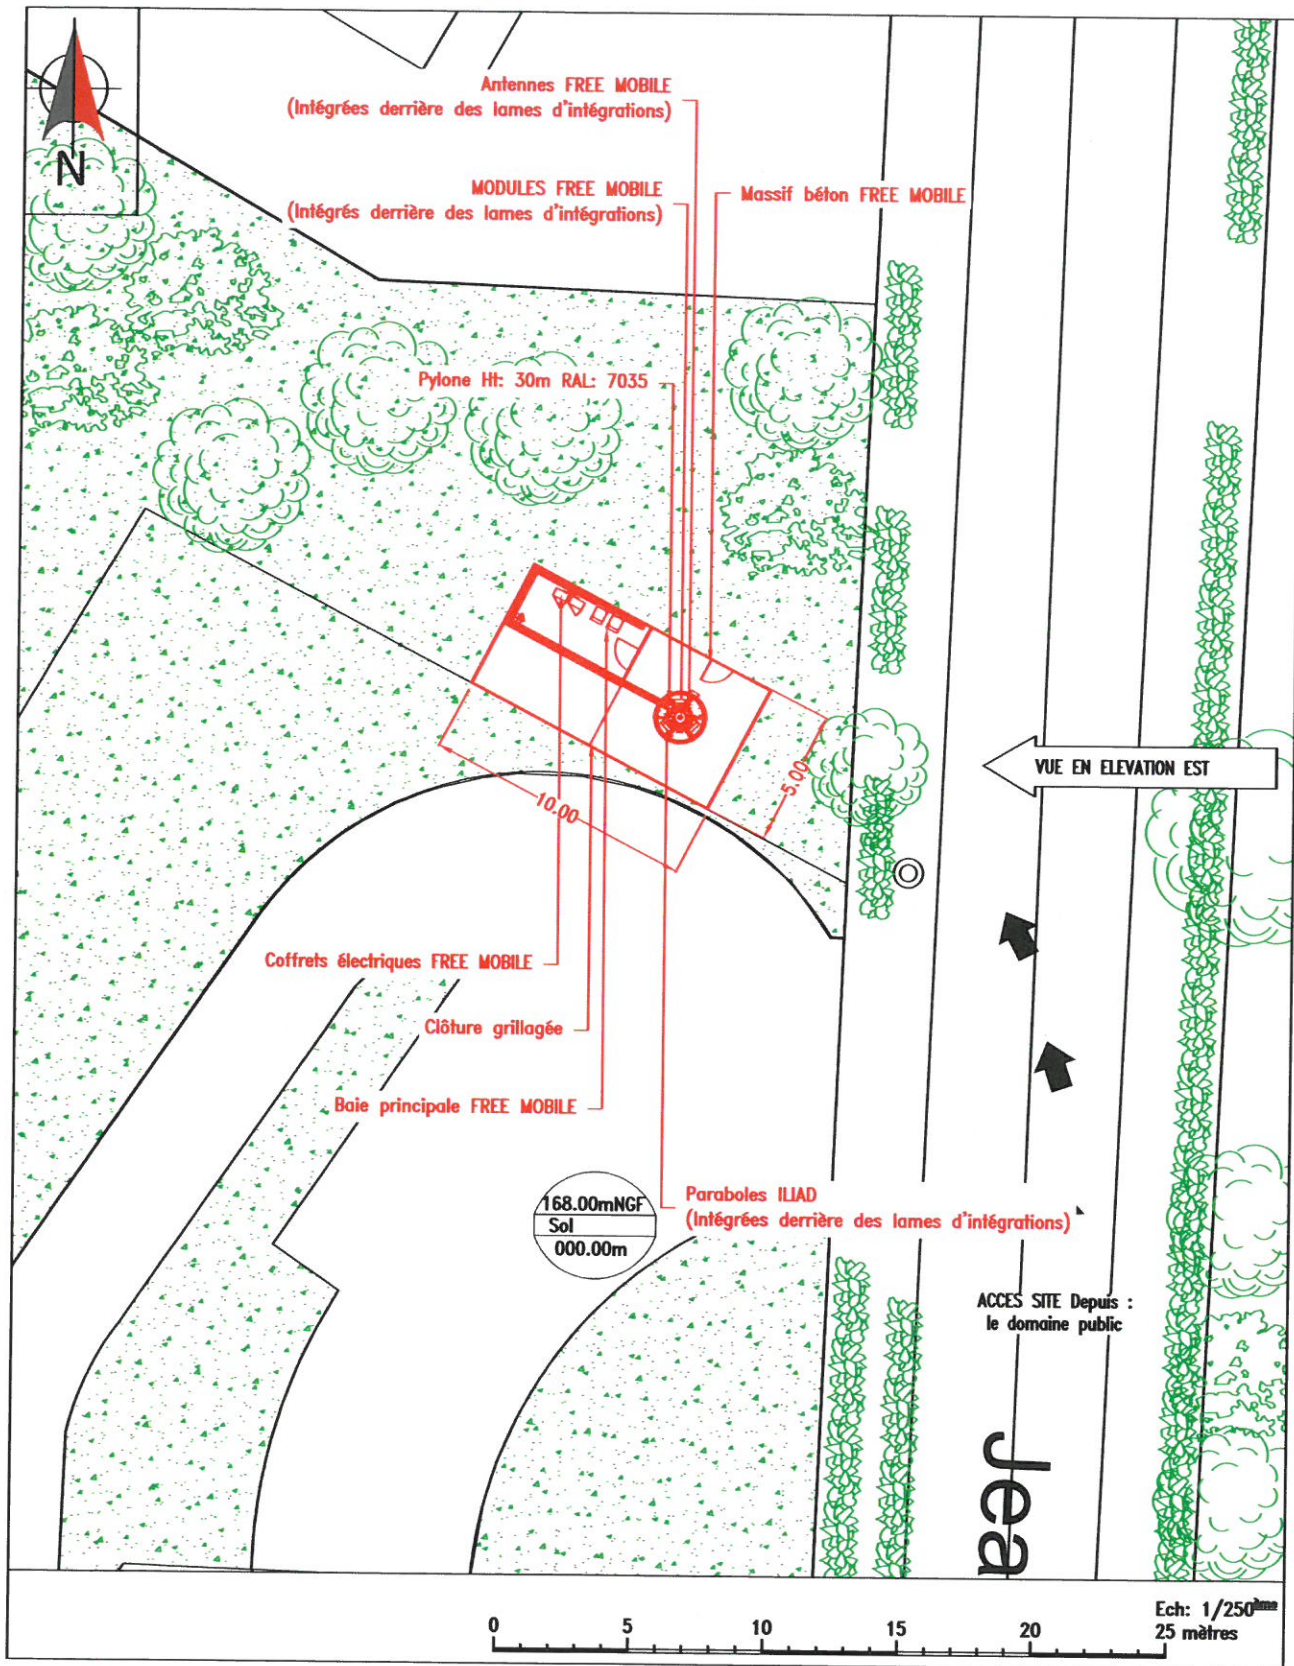 N
Antennes FREE MOBILE
(Intégrées derrière des lames d'intégrations)
MODULES FREE MOBILE
(Intégrés derrière des lames d'intégrations)
Massif béton FREE MOBILE
Pylone Ht: 30m RAL: 7035
VUE EN ELEVATION EST
5.00
10.00
Coffrets électriques FREE MOBILE
Clôture grillagée
Baie principale FREE MOBILE
168.00mNGF
Sol
000.00m
Paraboles ILIAD
(Intégrées derrière des lames d'intégrations)
ACCES SITE Depuis :
le domaine public
Jea
Ech: 1/250ème
0 5 10 15 20 25 mètres